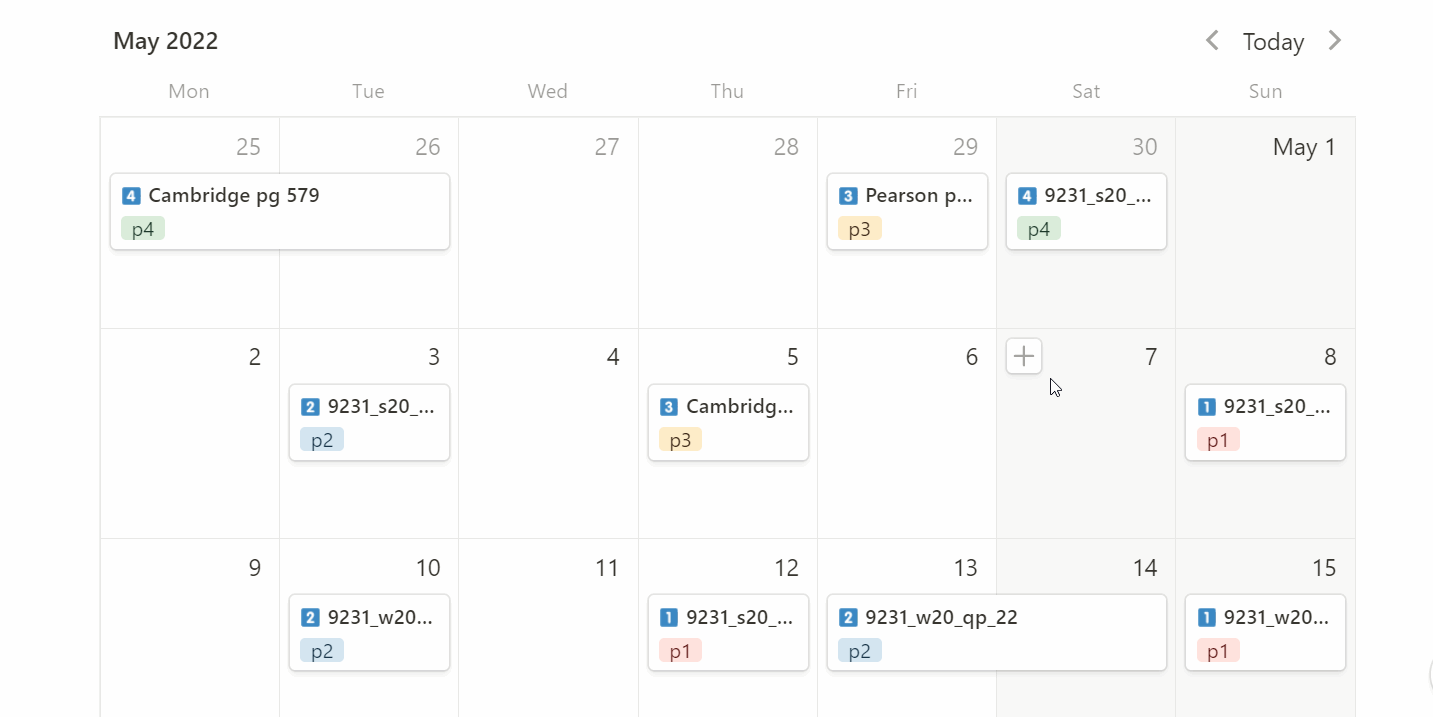 May 2022
Today
Mon Tue Wed Thu Fri Sat Sun
25 26 27 28 29 30 May 1
4 Cambridge pg 579 3 Pearson p... 4 9231_s20_...
p4 p3 p4
2 3 4 5 6 7 8
2 9231_s20_... 3 Cambridg... 1 9231_s20_...
p2 p3 p1
9 10 11 12 13 14 15
2 9231_w20... 1 9231_s20_... 2 9231_w20_qp_22 1 9231_w20...
p2 p1 p2 p1